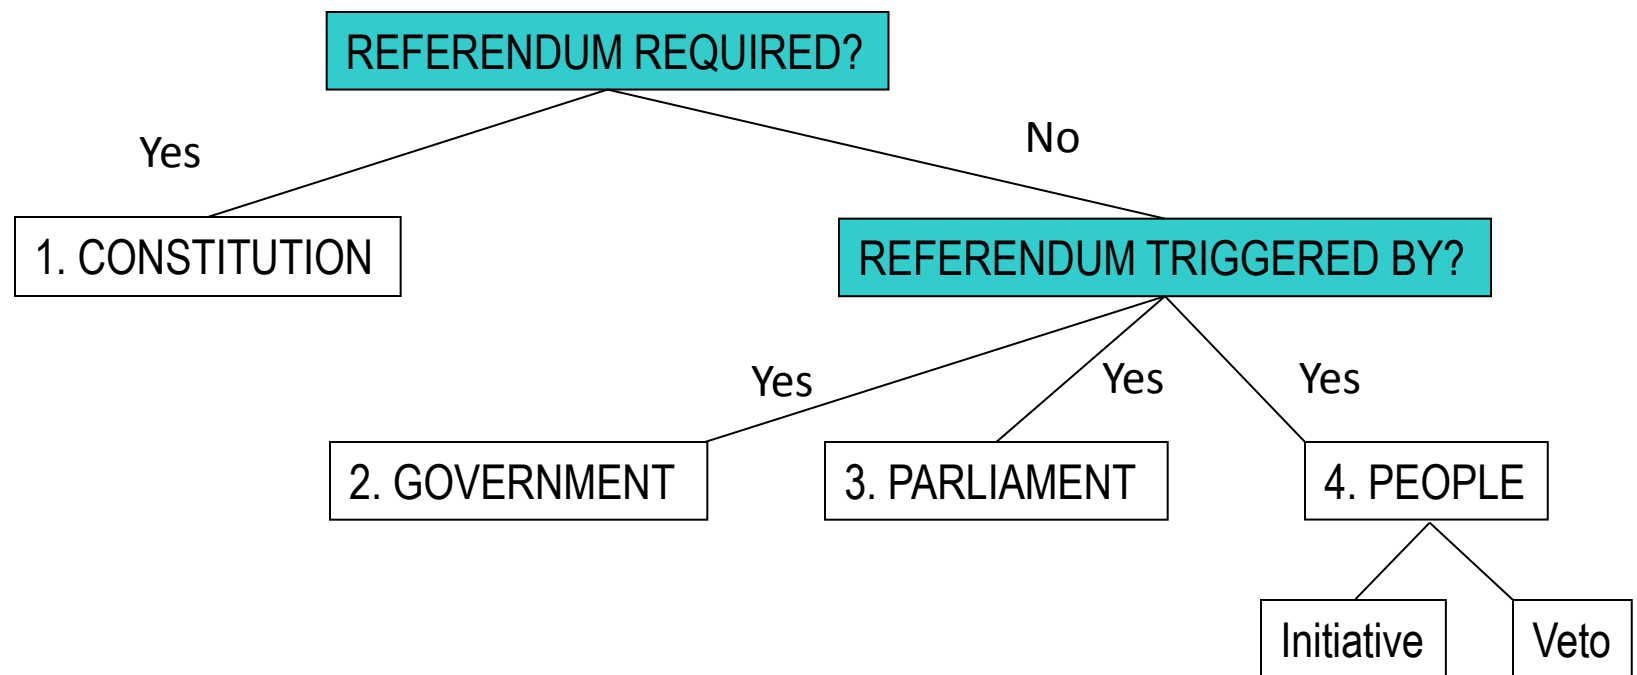 REFERENDUM REQUIRED?
Yes
No
1. CONSTITUTION
REFERENDUM TRIGGERED BY?
Yes
Yes
Yes
2. GOVERNMENT
3. PARLIAMENT
4. PEOPLE
Initiative
Veto